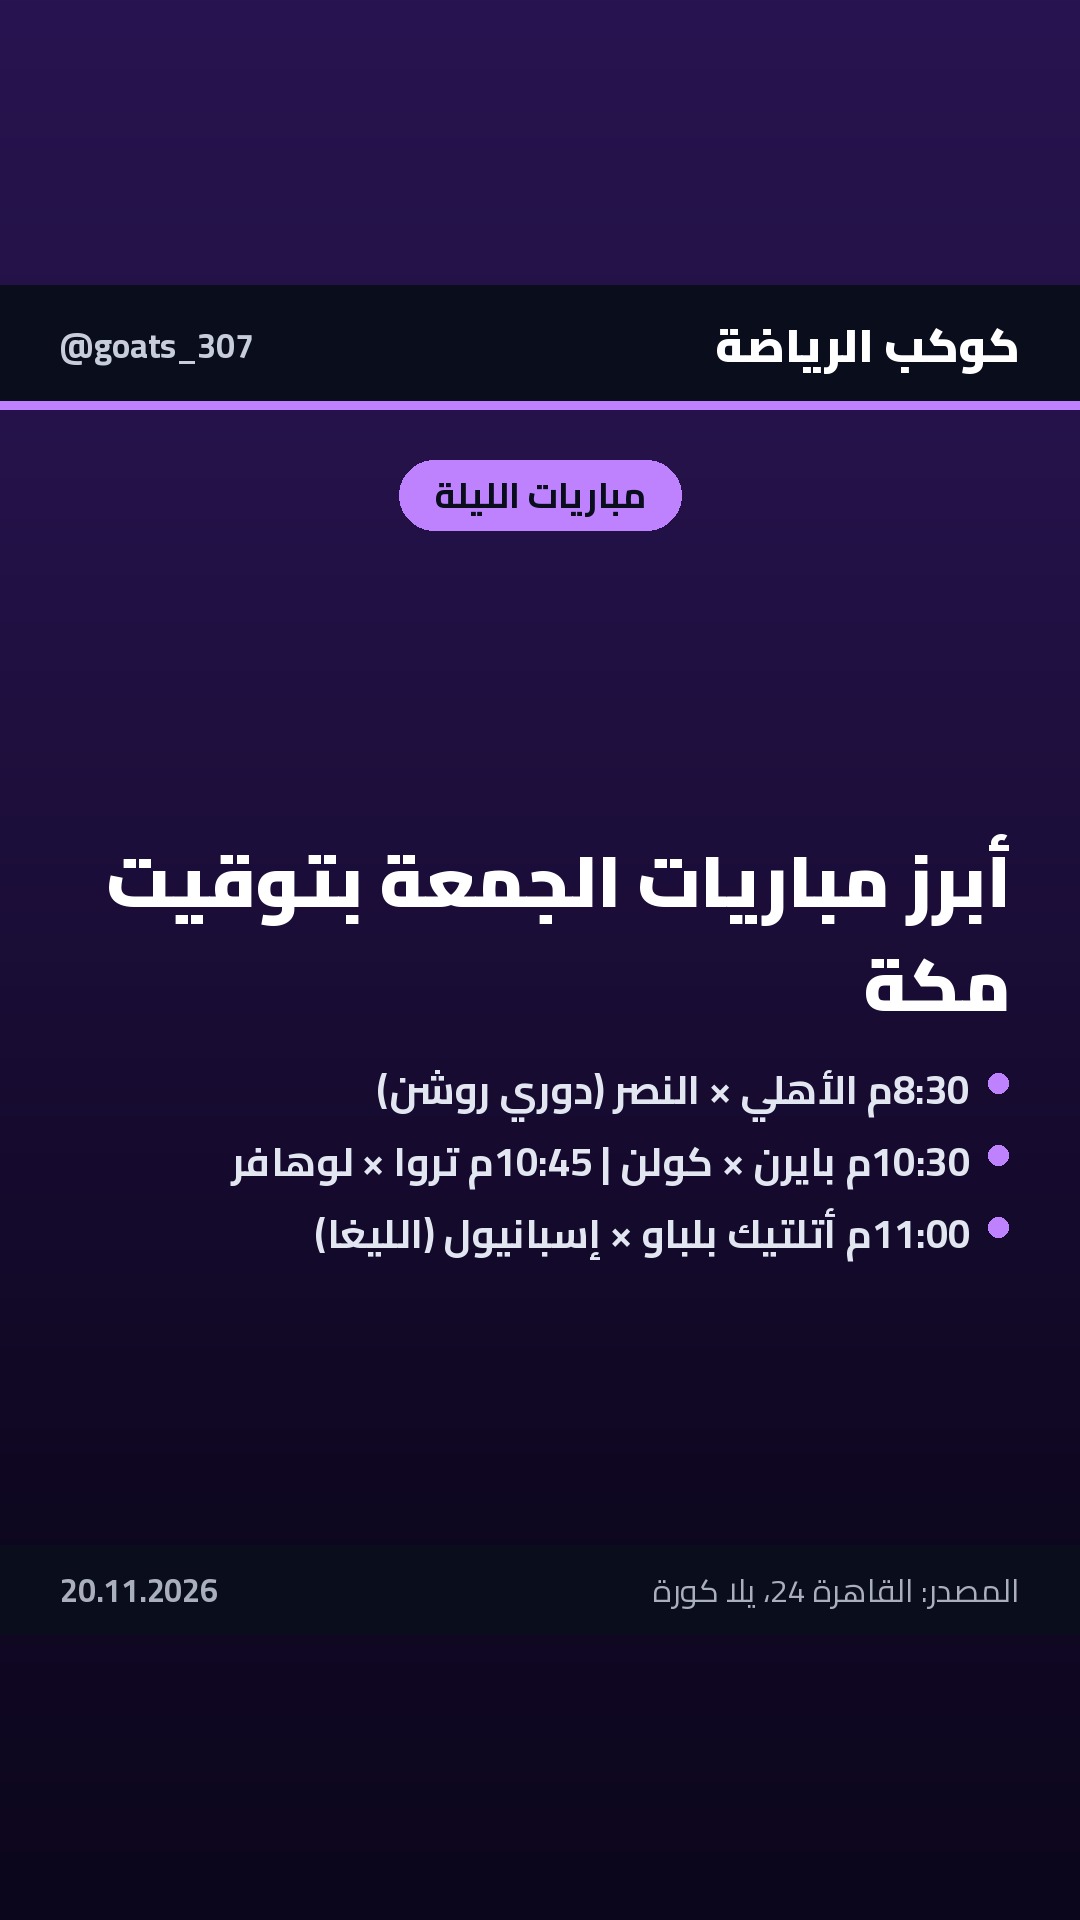 كوكب الرياضة
@goats_307
مباريات الليلة
أبرز مباريات الجمعة بتوقيت
مكة
8:30م الأهلي × النصر (دوري روشن)
10:30م بايرن × كولن | 10:45م تروا × لوهافر
11:00م أتلتيك بلباو × إسبانيول (الليغا)
المصدر: القاهرة 24، يلا كورة
20.11.2026